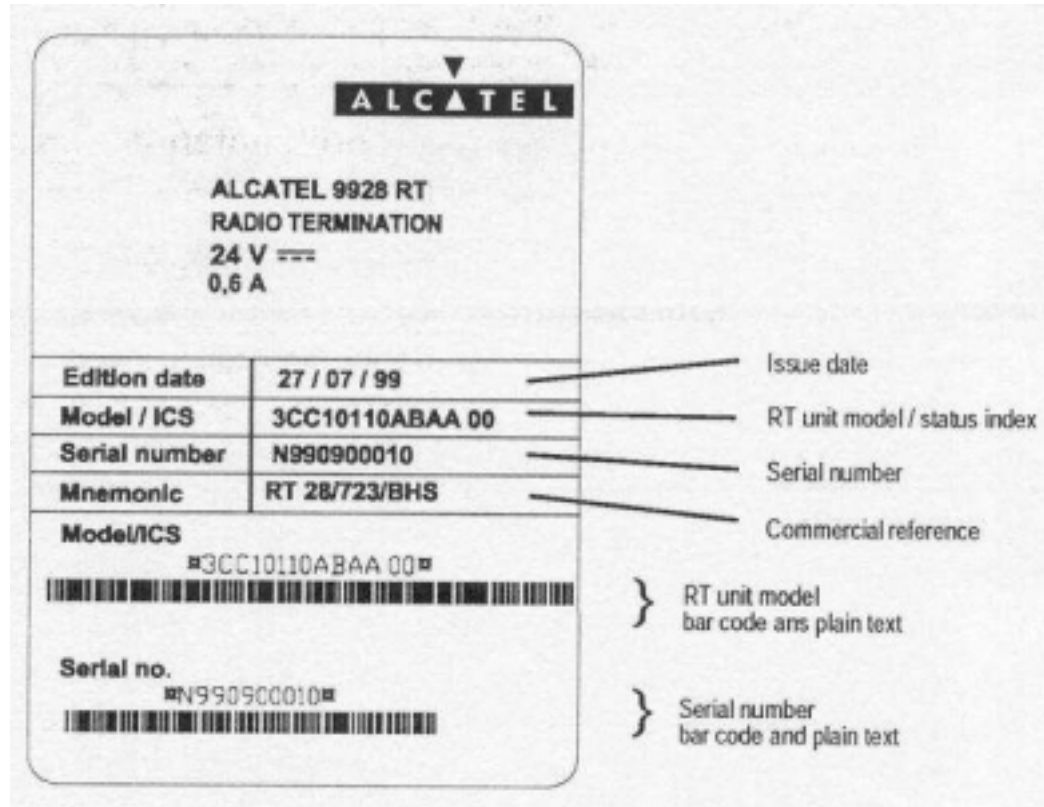 ALCATEL
ALCATEL 9928 RT
RADIO TERMINATION
24 V
0,6 A
Edition date 27 / 07 / 99 Issue date
Model / ICS 3CC10110ABAA 00 RT unit model / status index
Serial number N990900010 Serial number
Mnemonic RT 28/723/BHS Commercial reference
Model/ICS
¤3CC10110ABAA 00¤
RT unit model
bar code ans plain text
Serial no.
¤N990900010¤
Serial number
bar code and plain text